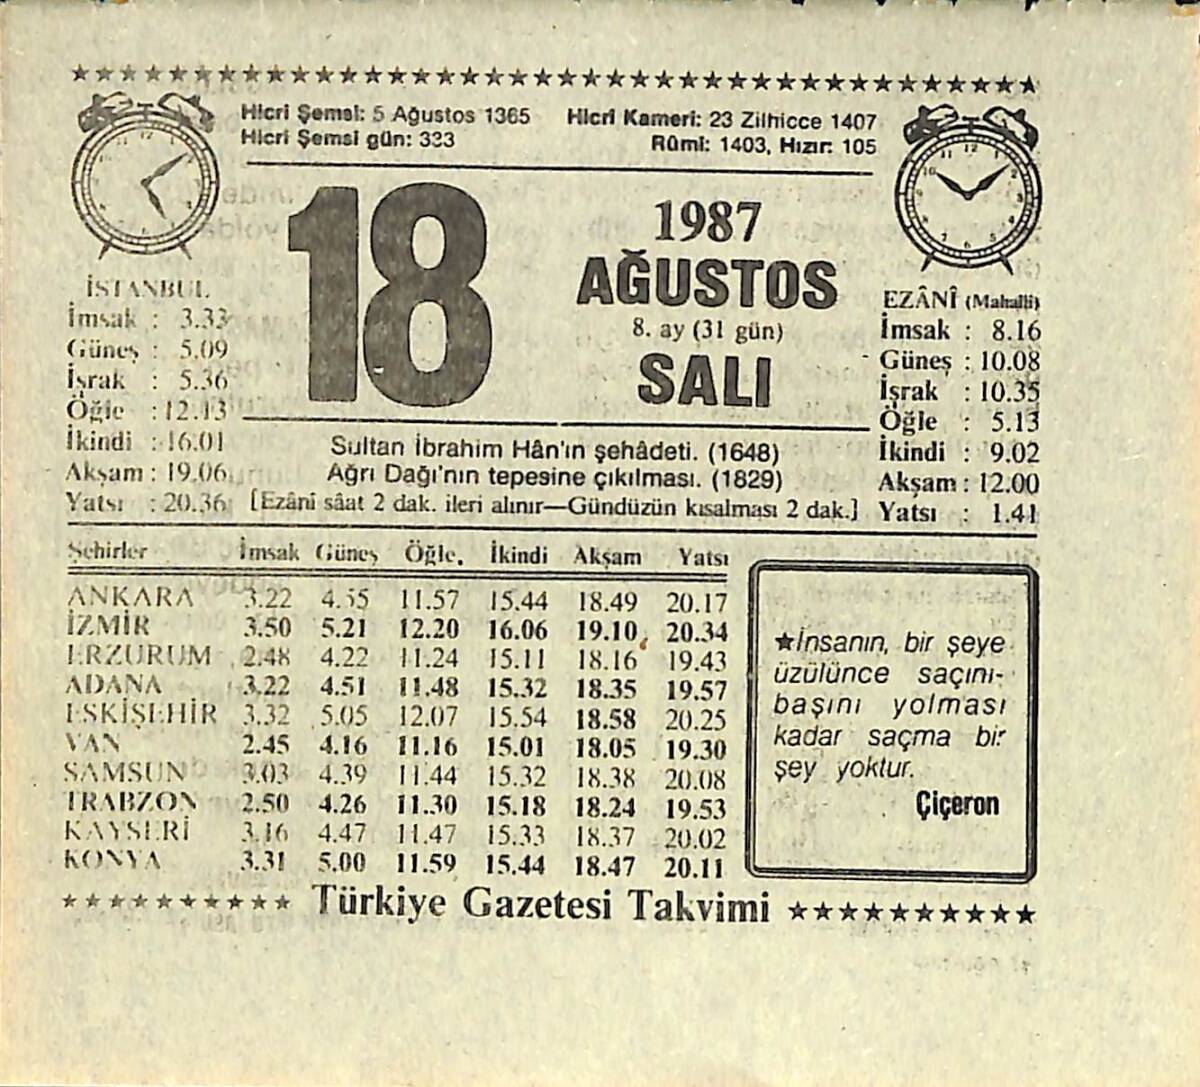 Hicri Şemsi: 5 Ağustos 1365
Hicri Şemsi gün: 333
Hicri Kameri: 23 Zilhicce 1407
Rûmi: 1403, Hızır: 105
18
1987
AĞUSTOS
8. ay (31 gün)
SALI
İSTANBUL
İmsak : 3.33
Güneş : 5.09
İşrak : 5.36
Öğle : 12.13
İkindi : 16.01
Akşam : 19.06
Yatsı : 20.36
EZÂNÎ (Mahalli)
İmsak : 8.16
Güneş : 10.08
İşrak : 10.35
Öğle : 5.13
İkindi : 9.02
Akşam : 12.00
Yatsı : 1.41
Sultan İbrahim Hân'ın şehâdeti. (1648)
Ağrı Dağı'nın tepesine çıkılması. (1829)
[Ezânî sâat 2 dak. ileri alınır—Gündüzün kısalması 2 dak.]
Şehirler İmsak Güneş Öğle. İkindi Akşam Yatsı
ANKARA 3.22 4.55 11.57 15.44 18.49 20.17
İZMİR 3.50 5.21 12.20 16.06 19.10 20.34
ERZURUM 2.48 4.22 11.24 15.11 18.16 19.43
ADANA 3.22 4.51 11.48 15.32 18.35 19.57
ESKİŞEHİR 3.32 5.05 12.07 15.54 18.58 20.25
VAN 2.45 4.16 11.16 15.01 18.05 19.30
SAMSUN 3.03 4.39 11.44 15.32 18.38 20.08
TRABZON 2.50 4.26 11.30 15.18 18.24 19.53
KAYSERİ 3.16 4.47 11.47 15.33 18.37 20.02
KONYA 3.31 5.00 11.59 15.44 18.47 20.11
★İnsanın, bir şeye
üzülünce saçını-
başını yolması
kadar saçma bir
şey yoktur.
Çiçeron
Türkiye Gazetesi Takvimi